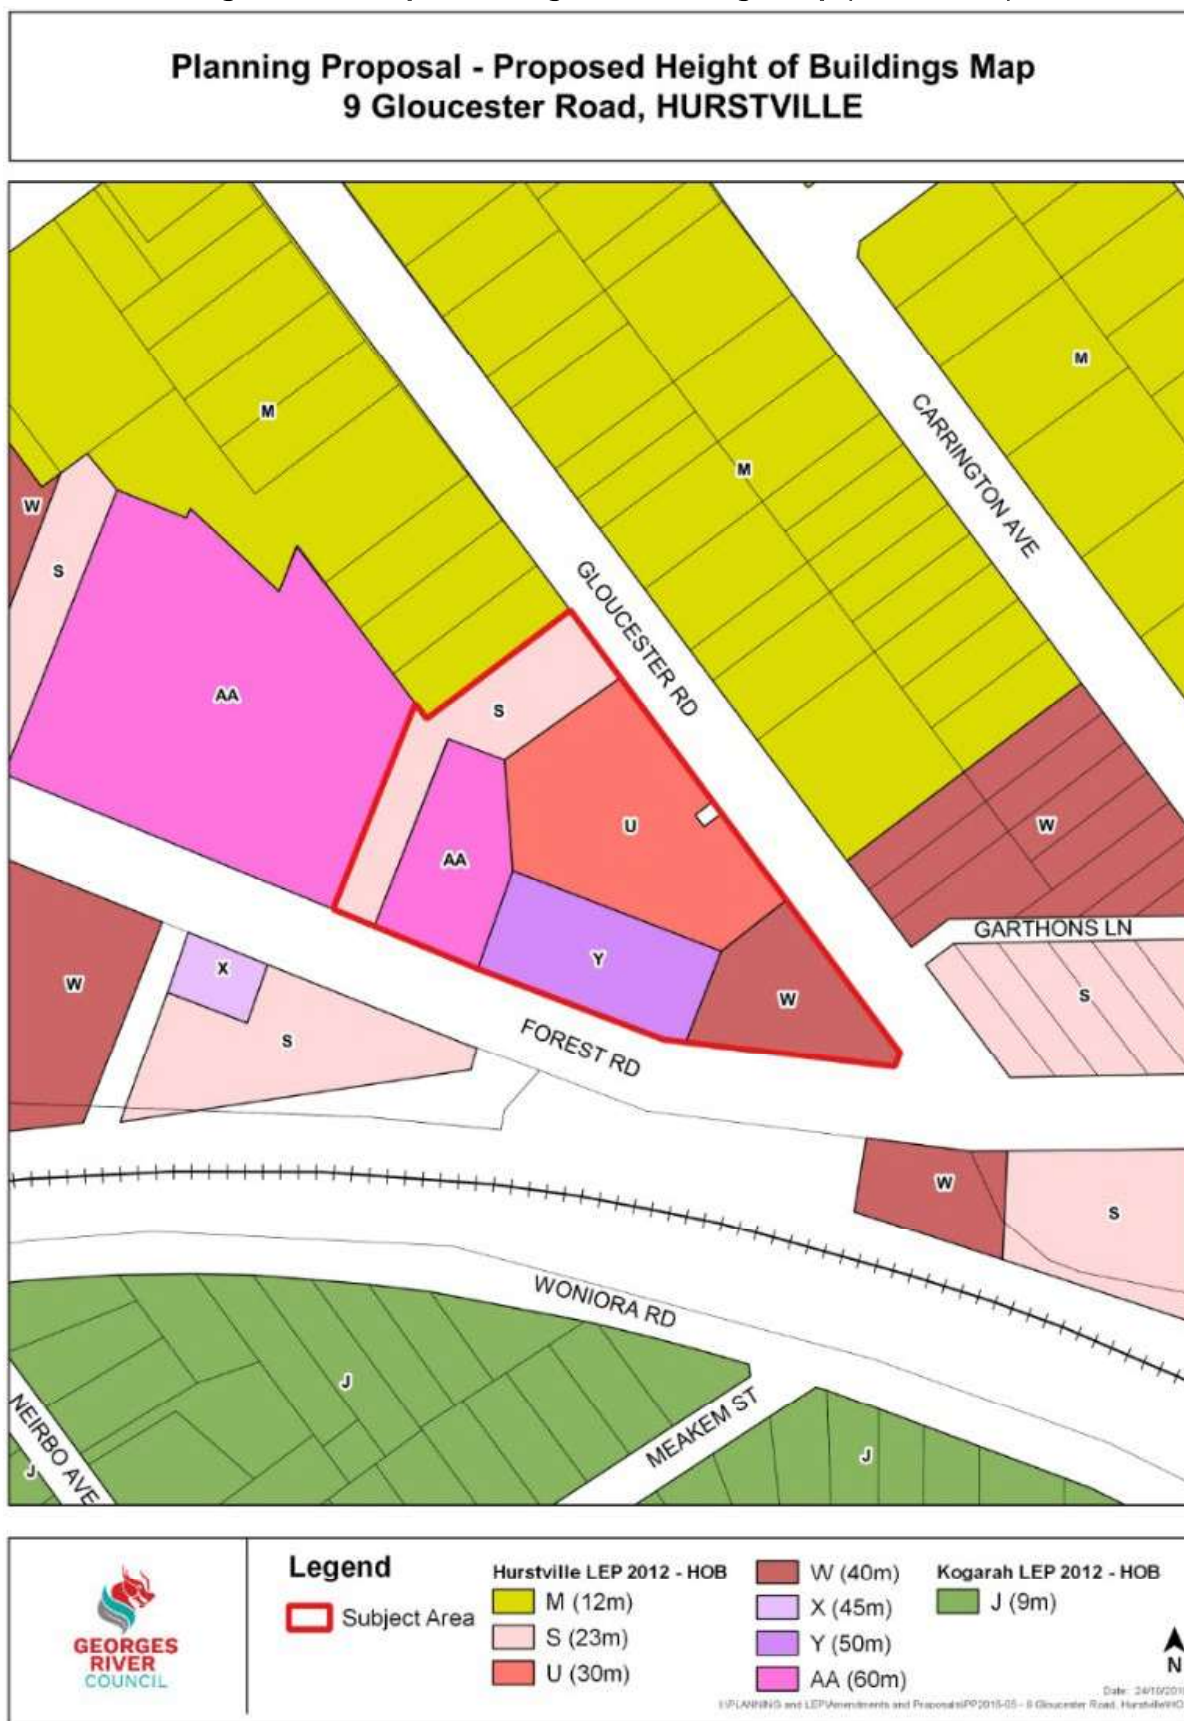 Planning Proposal - Proposed Height of Buildings Map
9 Gloucester Road, HURSTVILLE
M
M
M
CARRINGTON AVE
W
S
GLOUCESTER RD
AA
S
U
W
AA
GARTHONS LN
Y
X
W
S
W
S
FOREST RD
W
S
WONIORA RD
J
NEIRBO AVE
MEAKEM ST
J
J
Legend
Subject Area
Hurstville LEP 2012 - HOB
M (12m)
S (23m)
U (30m)
W (40m)
X (45m)
Y (50m)
AA (60m)
Kogarah LEP 2012 - HOB
J (9m)
GEORGES
RIVER
COUNCIL
N